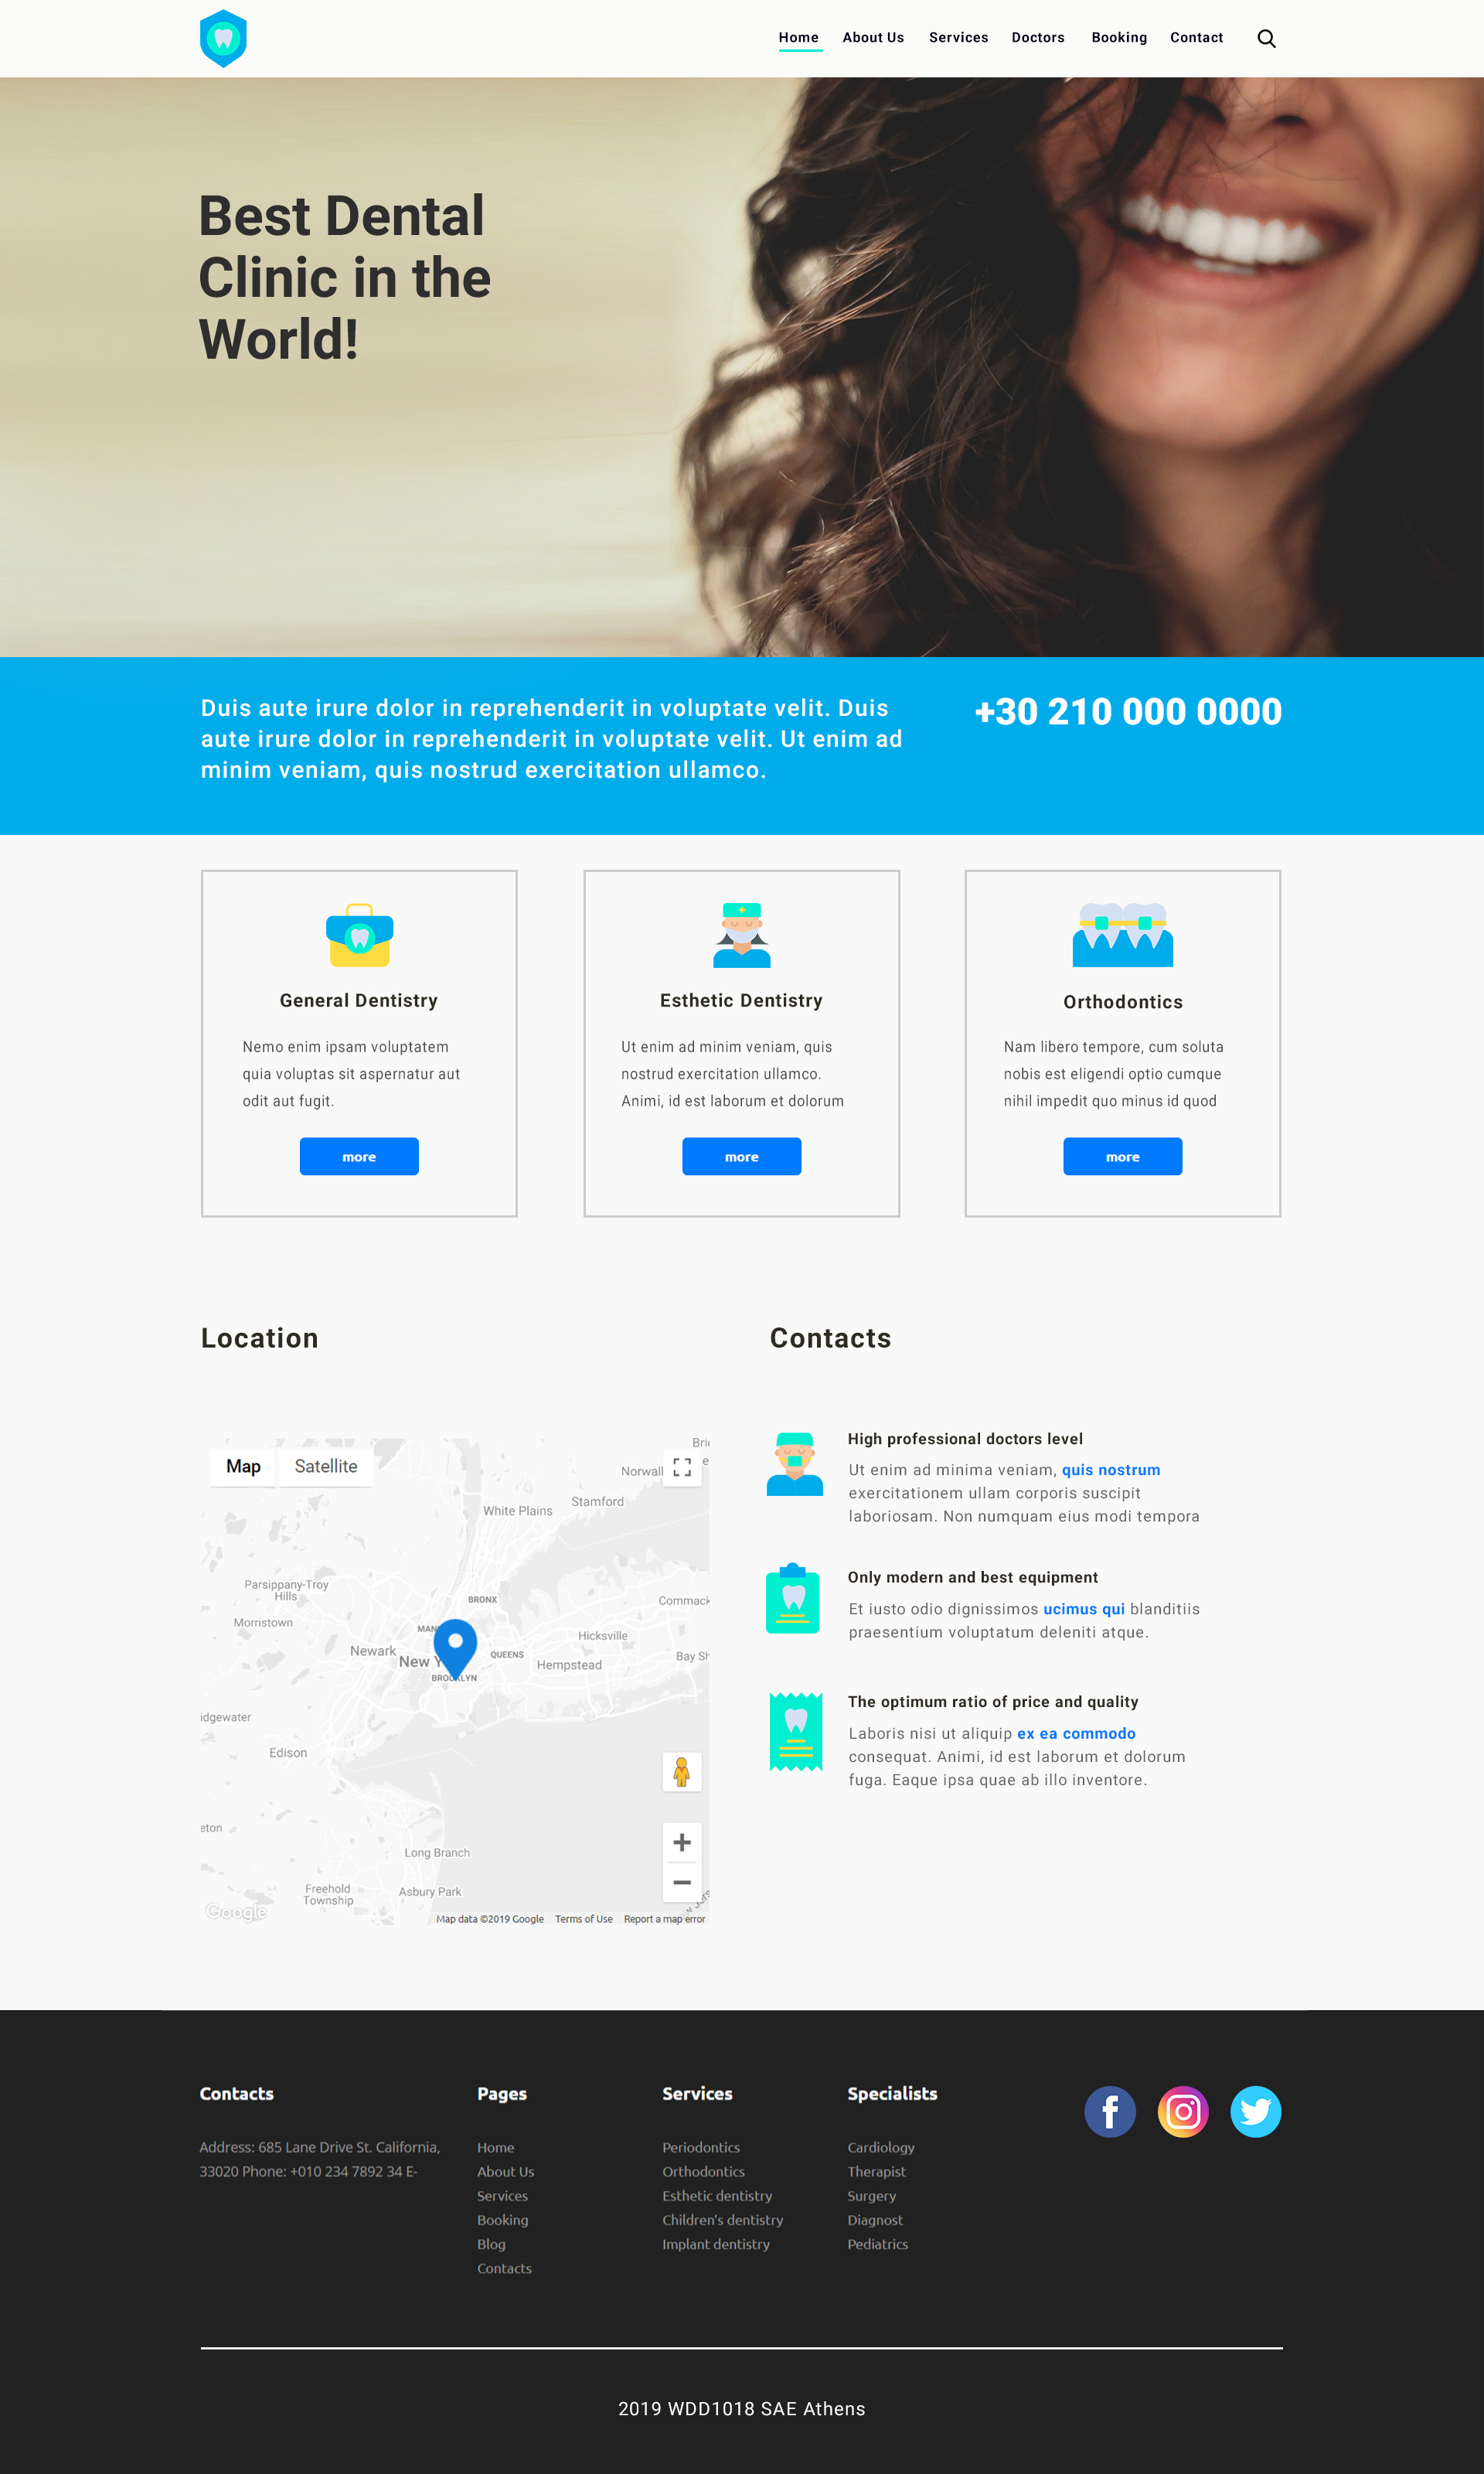 Home About Us Services Doctors Booking Contact
Best Dental
Clinic in the
World!
Duis aute irure dolor in reprehenderit in voluptate velit. Duis
aute irure dolor in reprehenderit in voluptate velit. Ut enim ad
minim veniam, quis nostrud exercitation ullamco.
+30 210 000 0000
General Dentistry
Nemo enim ipsam voluptatem
quia voluptas sit aspernatur aut
odit aut fugit.
more
Esthetic Dentistry
Ut enim ad minim veniam, quis
nostrud exercitation ullamco.
Animi, id est laborum et dolorum
more
Orthodontics
Nam libero tempore, cum soluta
nobis est eligendi optio cumque
nihil impedit quo minus id quod
more
Location
Map Satellite
Norwall
Stamford
White Plains
Parsippany-Troy
Hills
BRONX
Commack
Morristown
Hicksville
Newark
QUEENS
Bay Sh
New Y
Hempstead
BROOKLYN
idgewater
Edison
eton
Long Branch
Freehold
Township
Asbury Park
Google
Map data ©2019 Google Terms of Use Report a map error
Contacts
High professional doctors level
Ut enim ad minima veniam, quis nostrum
exercitationem ullam corporis suscipit
laboriosam. Non numquam eius modi tempora
Only modern and best equipment
Et iusto odio dignissimos ucimus qui blanditiis
praesentium voluptatum deleniti atque.
The optimum ratio of price and quality
Laboris nisi ut aliquip ex ea commodo
consequat. Animi, id est laborum et dolorum
fuga. Eaque ipsa quae ab illo inventore.
Contacts
Address: 685 Lane Drive St. California,
33020 Phone: +010 234 7892 34 E-
Pages
Home
About Us
Services
Booking
Blog
Contacts
Services
Periodontics
Orthodontics
Esthetic dentistry
Children's dentistry
Implant dentistry
Specialists
Cardiology
Therapist
Surgery
Diagnost
Pediatrics
2019 WDD1018 SAE Athens